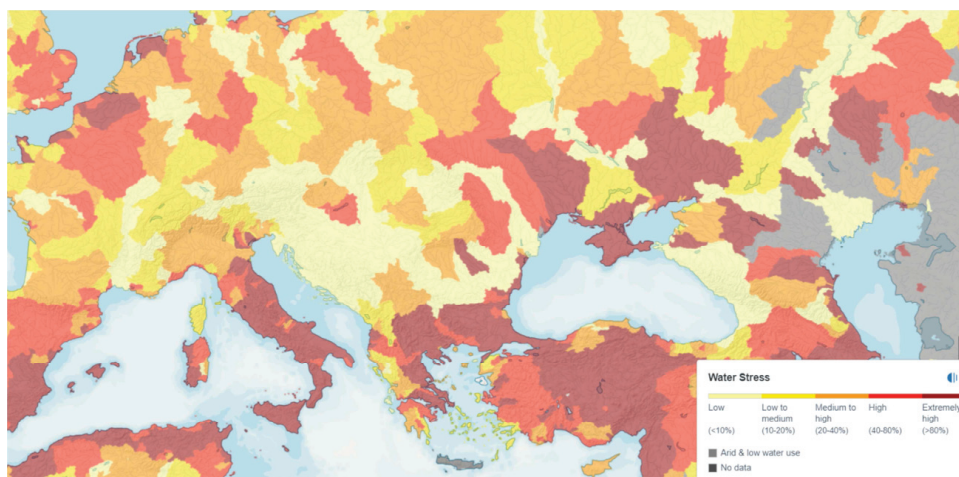 Water Stress
Low Low to medium Medium to high High Extremely high
(<10%) (10-20%) (20-40%) (40-80%) (>80%)
Arid & low water use
No data